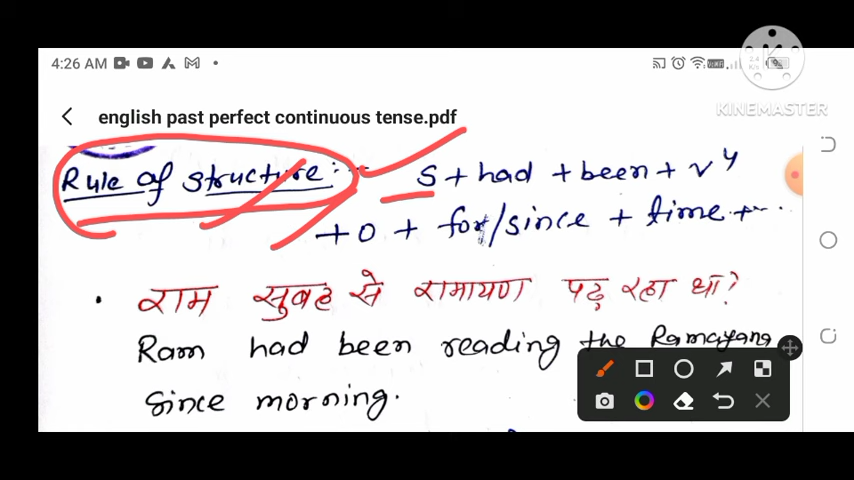 4:26 AM
KINEMASTER
english past perfect continuous tense.pdf
Rule of structure :- S + had + been + v4
+ O + for/since + time + ..
• राम सुबह से रामायण पढ़ रहा था?
Ram had been reading the Ramayana
since morning.